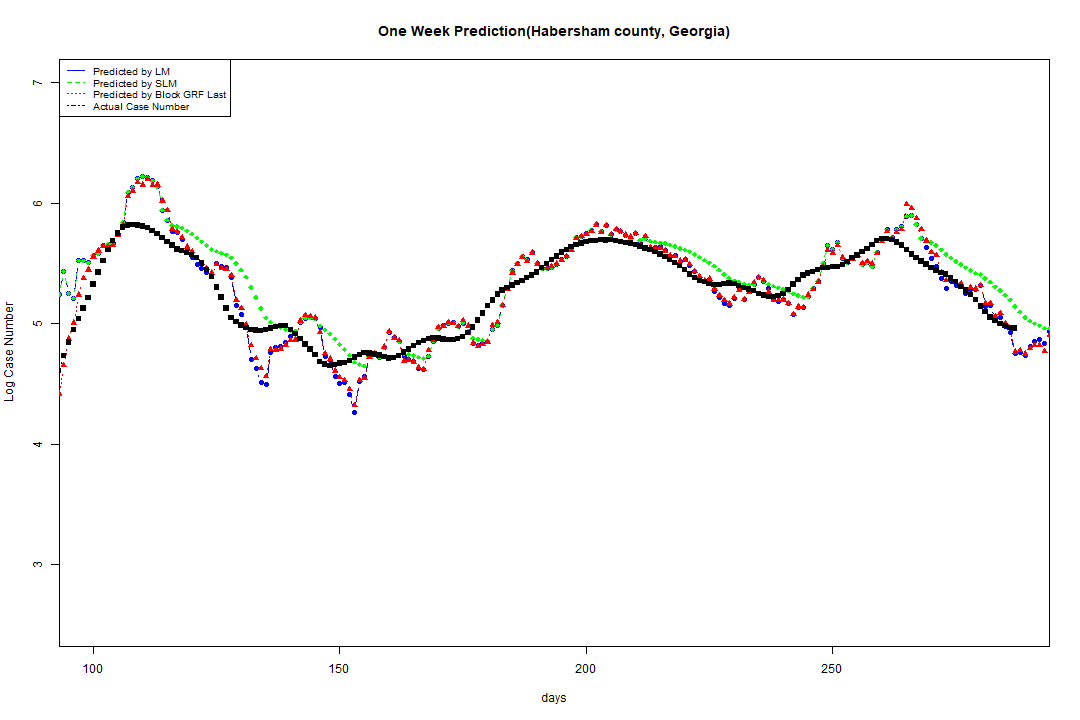 One Week Prediction(Habersham county, Georgia)
Predicted by LM
Predicted by SLM
Predicted by Block GRF Last
Actual Case Number
Log Case Number
7
6
5
4
3
100 150 200 250
days